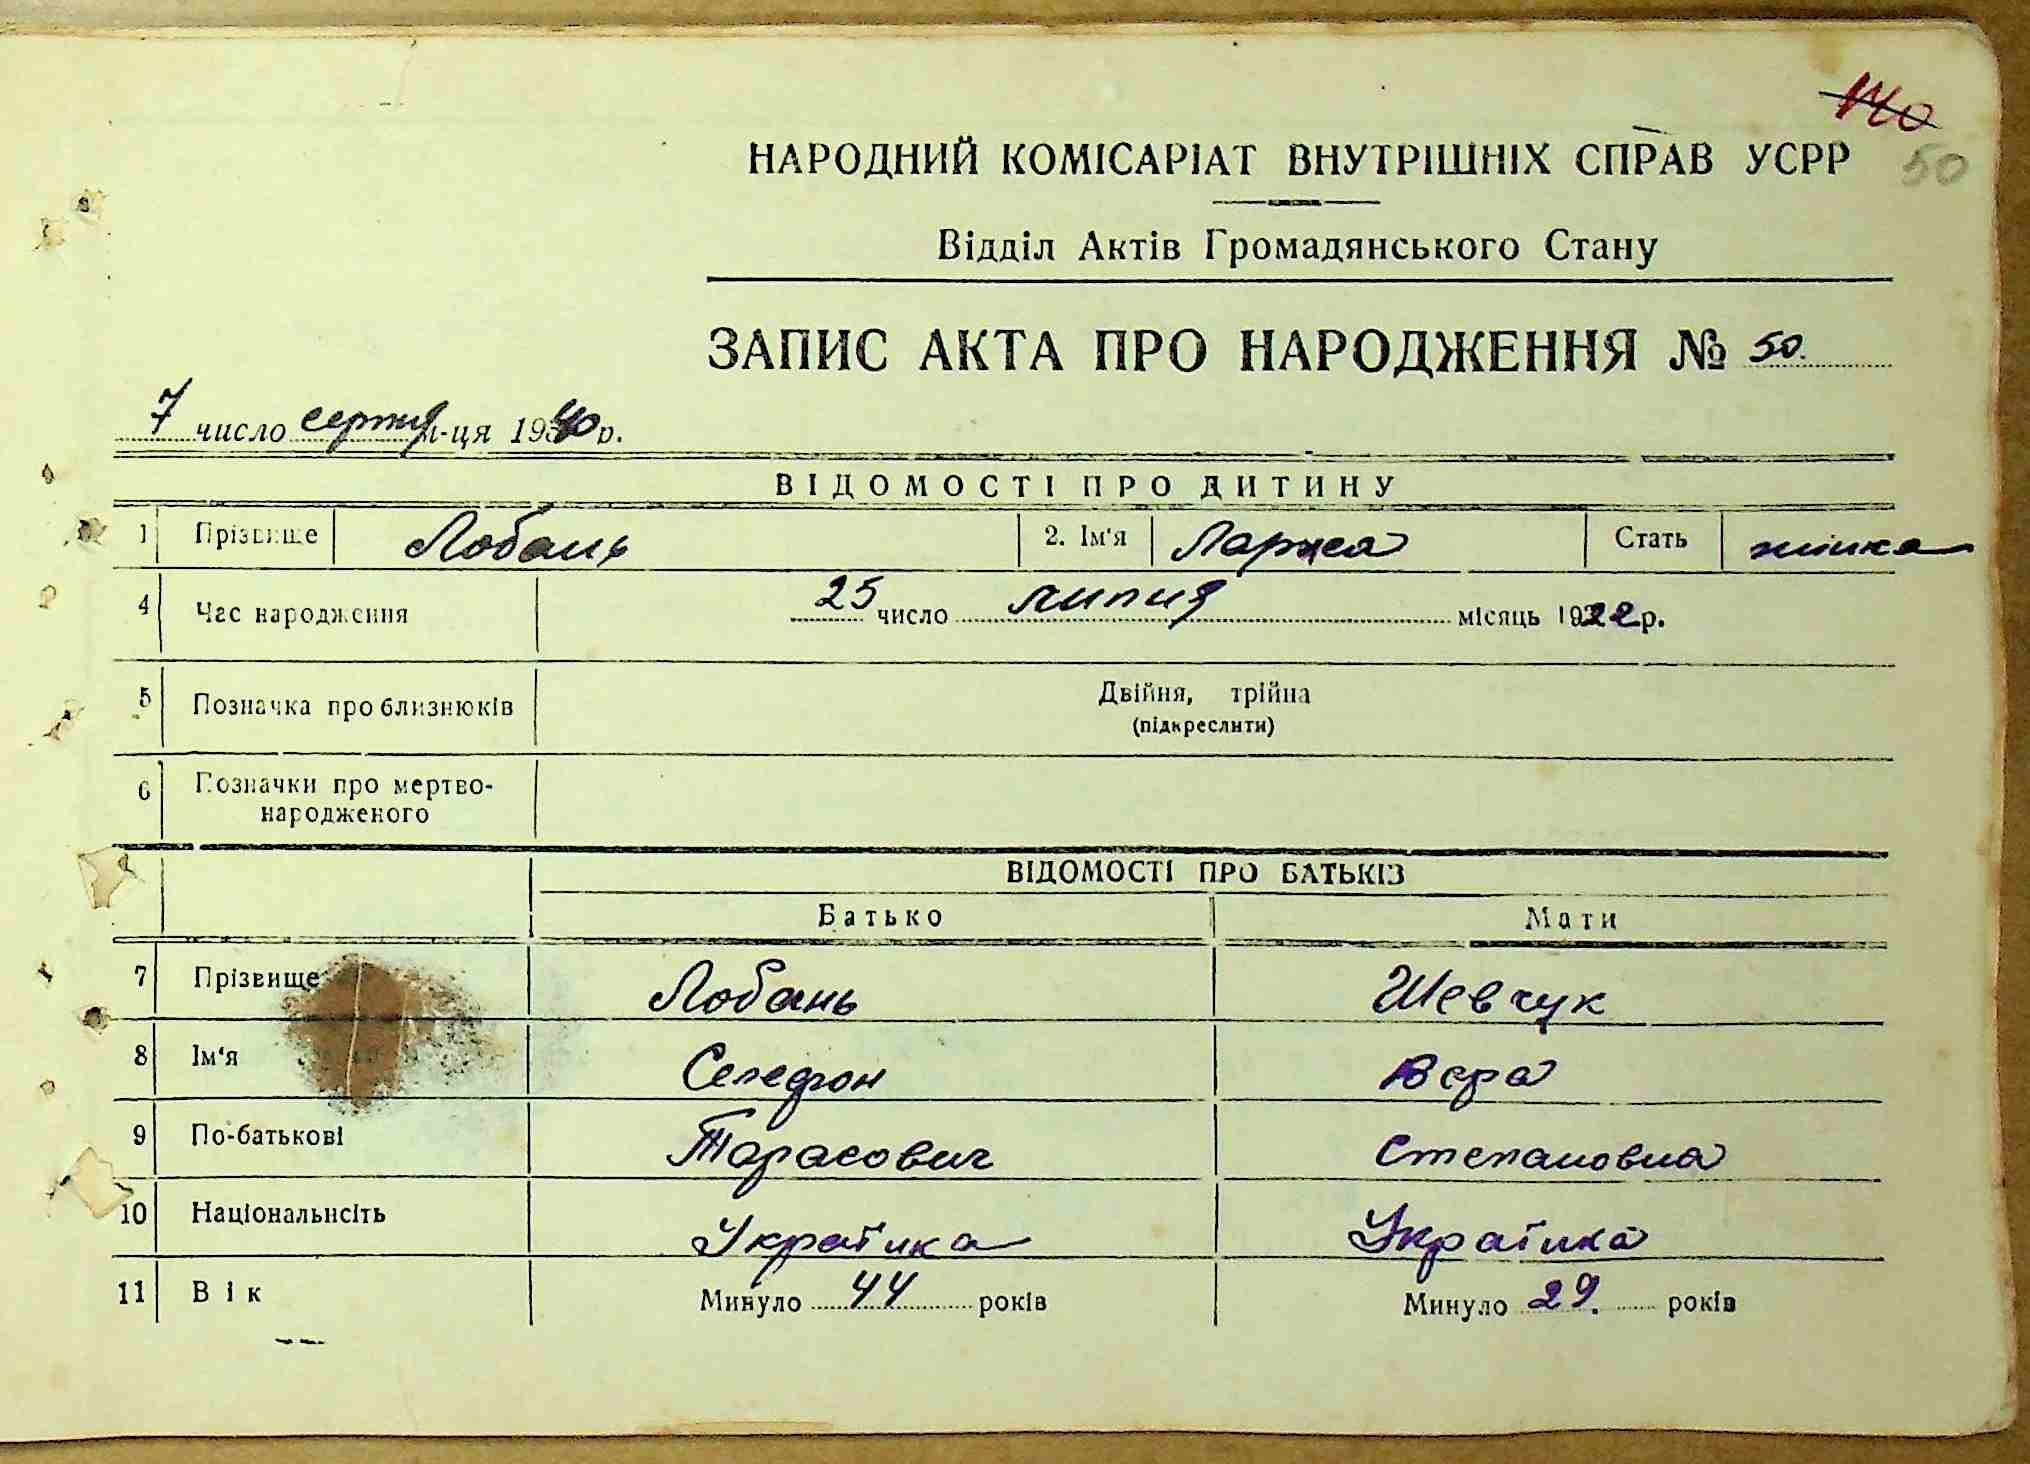 140
НАРОДНИЙ КОМІСАРІАТ ВНУТРІШНІХ СПРАВ УСРР 50
Відділ Актів Громадянського Стану
ЗАПИС АКТА ПРО НАРОДЖЕННЯ № 50.
7 число серпня м-ця 1940 р.
ВІДОМОСТІ ПРО ДИТИНУ
1 Прізвище Лобань 2. Ім'я Стать жінка
4 Час народження 25 число липня місяць 1922 р.
5 Позначка про близнюків Двійня, трійна
(підкреслити)
6 Позначки про мертво-
народженого
ВІДОМОСТІ ПРО БАТЬКІВ
Батько Мати
7 Прізвище Лобань Шевчук
8 Ім'я Селефон Вера
9 По-батькові Тарасович Степановна
10 Національнсіть Українка Українка
11 Вік Минуло 44 років Минуло 29. років